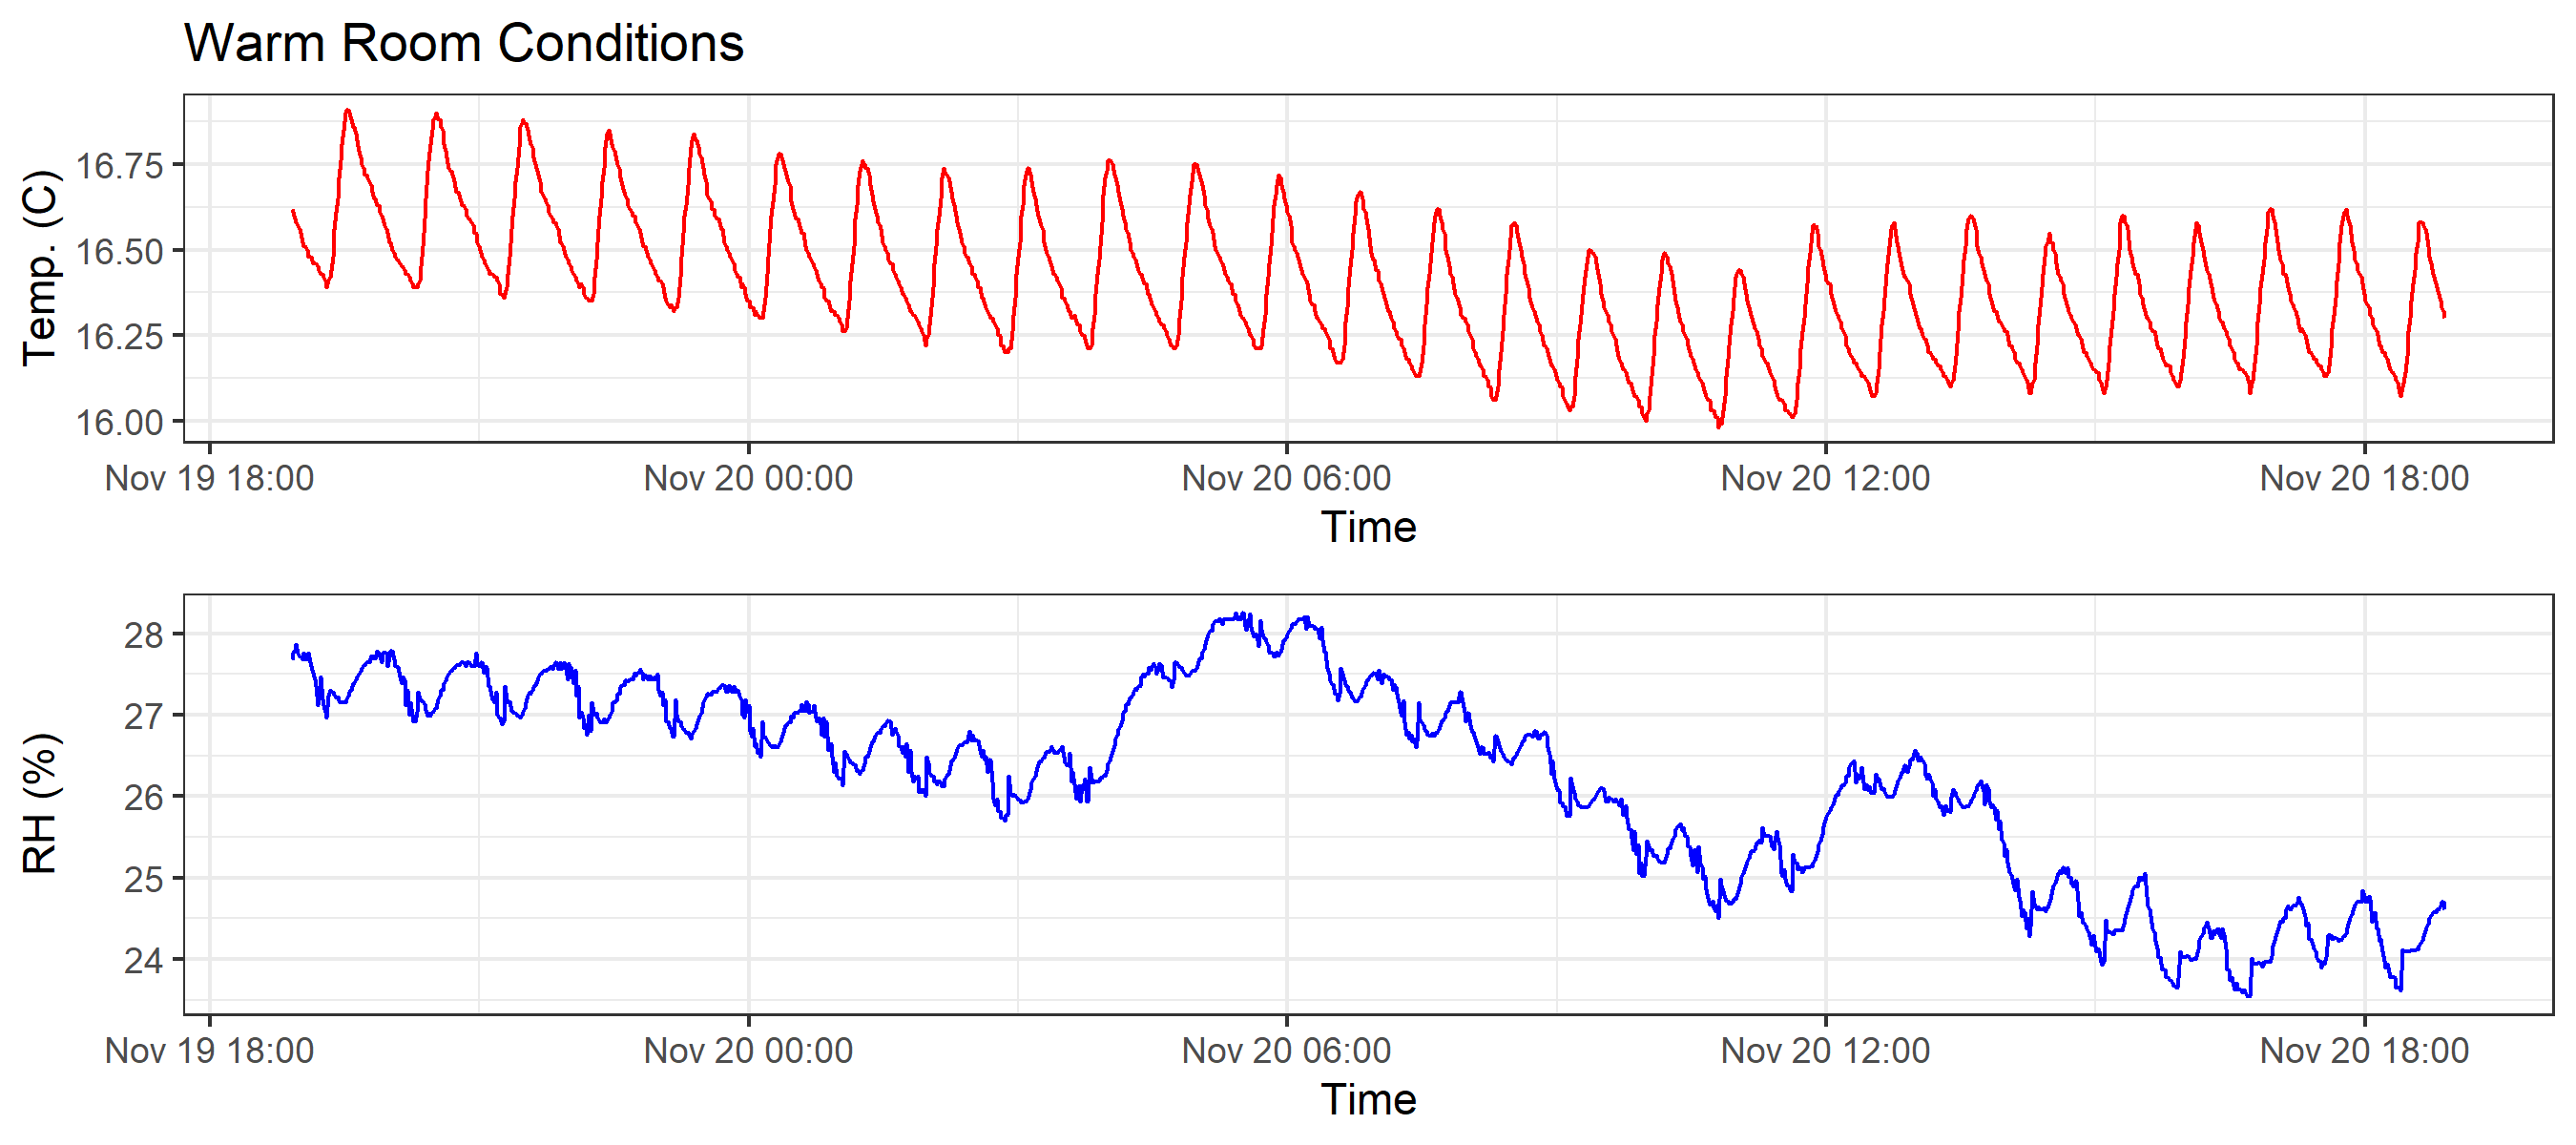 Warm Room Conditions
Temp. (C)
16.75
16.50
16.25
16.00
Nov 19 18:00 Nov 20 00:00 Nov 20 06:00 Nov 20 12:00 Nov 20 18:00
Time
RH (%)
28
27
26
25
24
Nov 19 18:00 Nov 20 00:00 Nov 20 06:00 Nov 20 12:00 Nov 20 18:00
Time